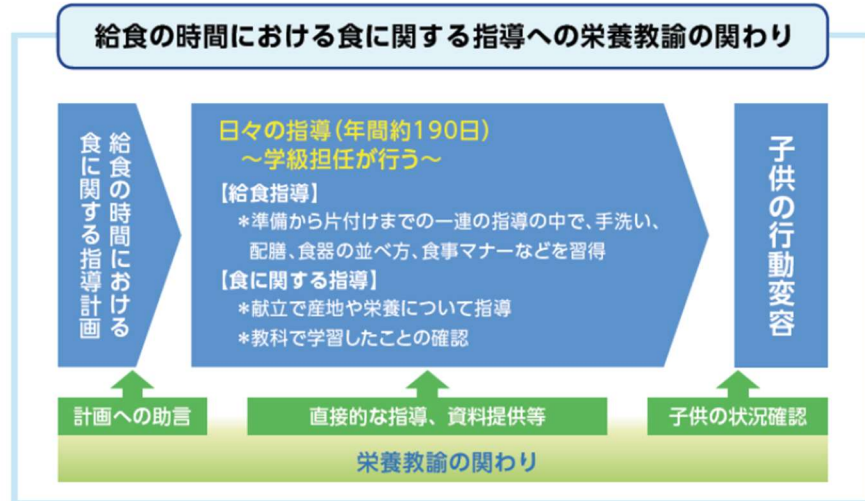 給食の時間における食に関する指導への栄養教諭の関わり
給食の時間における
食に関する指導計画
日々の指導(年間約190日)
～学級担任が行う～
【給食指導】
＊準備から片付けまでの一連の指導の中で、手洗い、
配膳、食器の並べ方、食事マナーなどを習得
【食に関する指導】
＊献立で産地や栄養について指導
＊教科で学習したことの確認
子供の行動変容
計画への助言
直接的な指導、資料提供等
子供の状況確認
栄養教諭の関わり